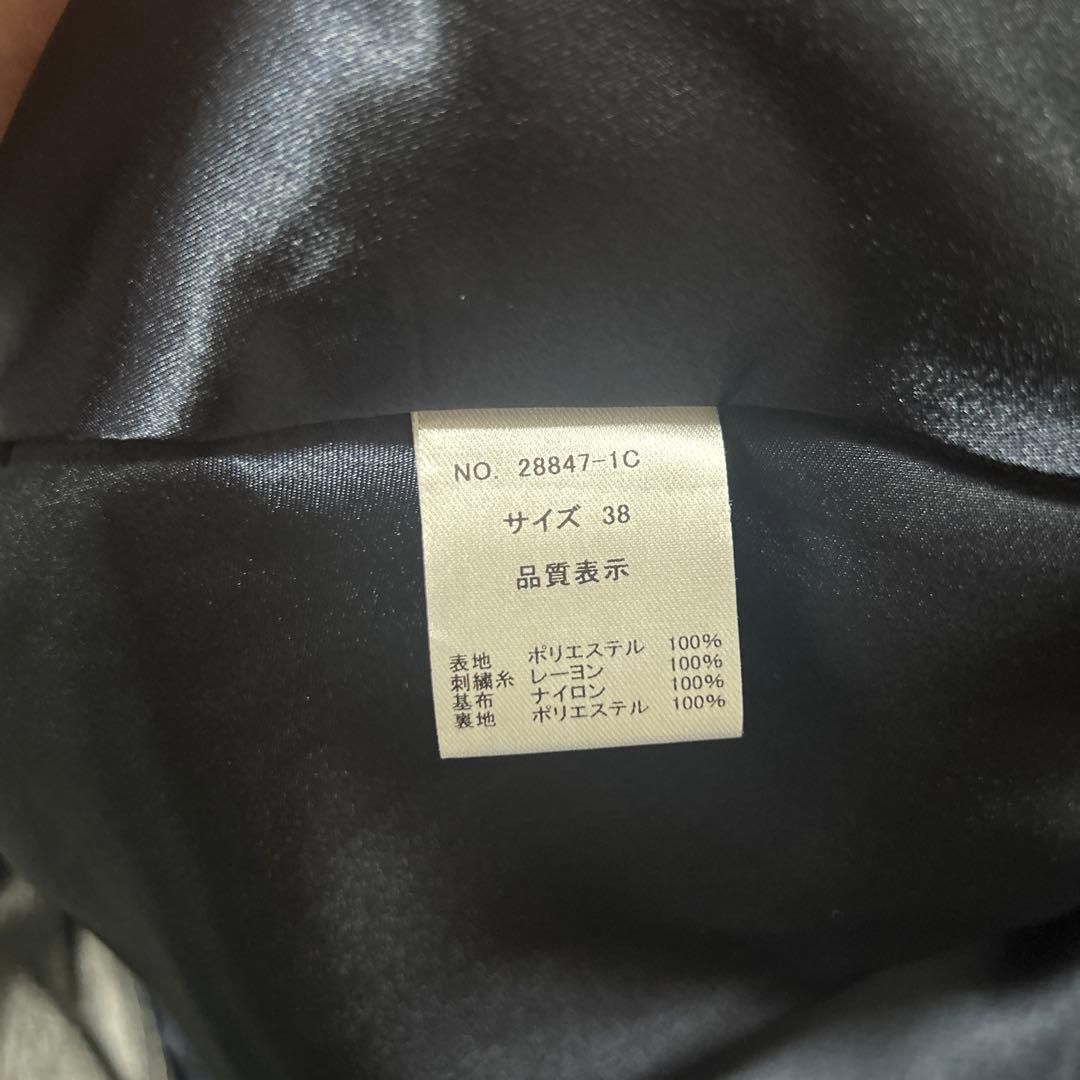 NO. 28847-1C
サイズ 38
品質表示
表地 ポリエステル 100%
刺繍糸 レーヨン 100%
基布 ナイロン 100%
裏地 ポリエステル 100%